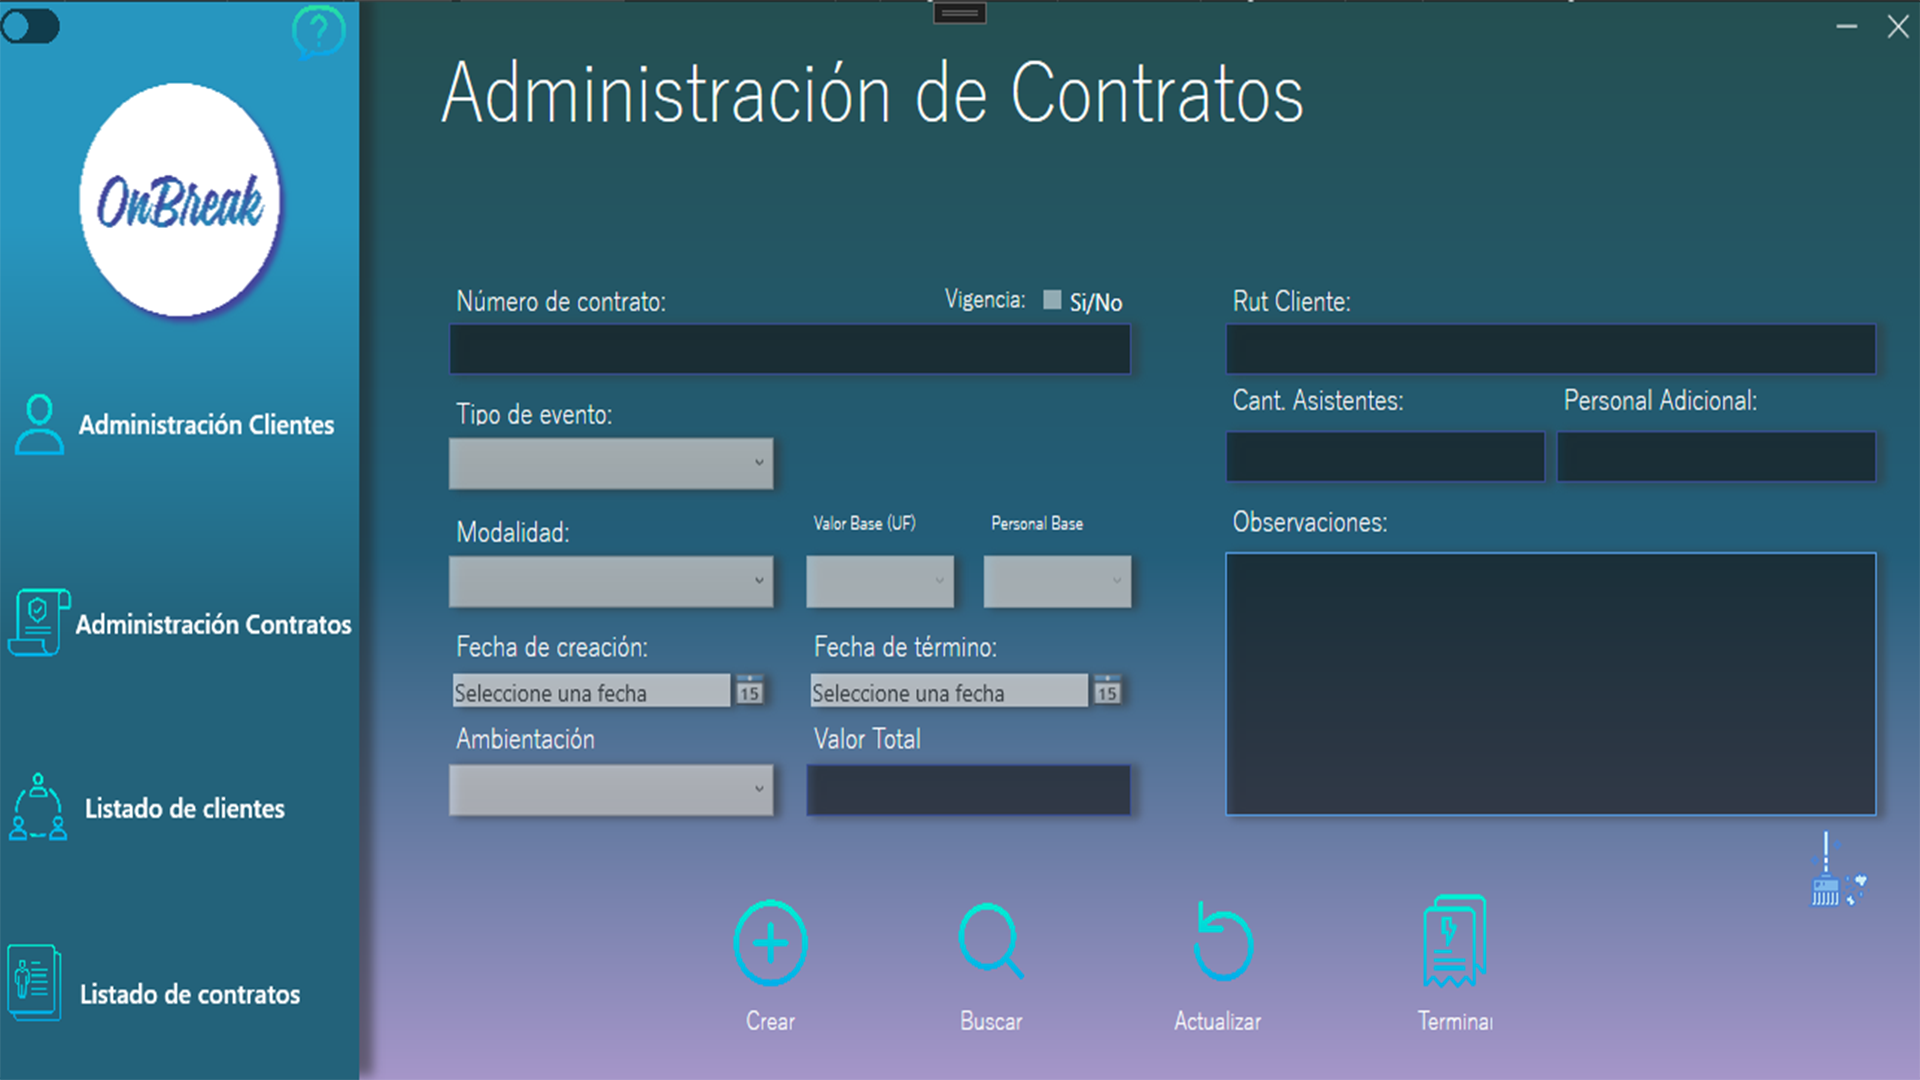 Administración de Contratos
OnBreak
Administración Clientes
Administración Contratos
Listado de clientes
Listado de contratos
Número de contrato:
Vigencia: Si/No
Rut Cliente:
Tipo de evento:
Cant. Asistentes:
Personal Adicional:
Modalidad:
Valor Base (UF)
Personal Base
Observaciones:
Fecha de creación:
Fecha de término:
Seleccione una fecha
15
Seleccione una fecha
15
Ambientación
Valor Total
Crear
Buscar
Actualizar
Terminar